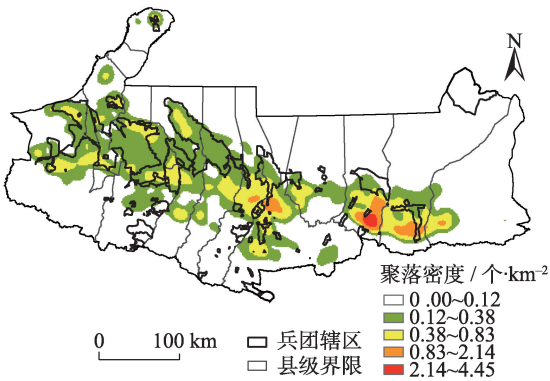 N
聚落密度 / 个·km⁻²
0 .00~0.12
0.12~0.38
0.38~0.83
0.83~2.14
2.14~4.45
0 100 km
兵团辖区
县级界限